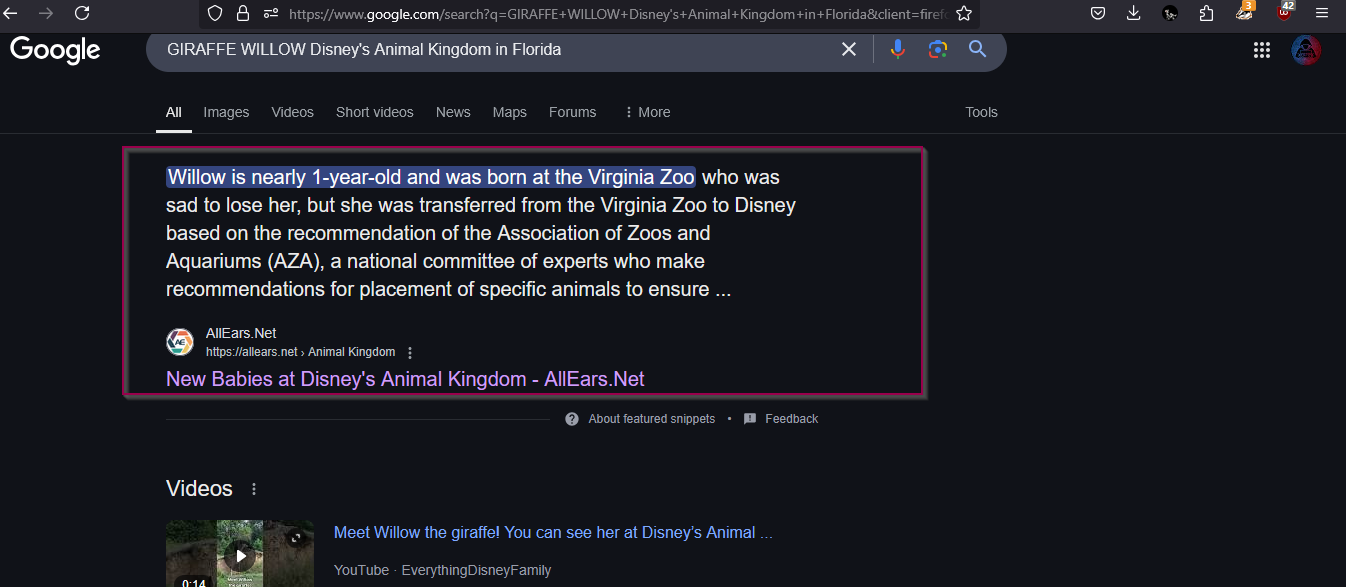 https://www.google.com/search?q=GIRAFFE+WILLOW+Disney's+Animal+Kingdom+in+Florida&client=firefo
3
42
Google
GIRAFFE WILLOW Disney's Animal Kingdom in Florida
All Images Videos Short videos News Maps Forums More Tools
Willow is nearly 1-year-old and was born at the Virginia Zoo who was
sad to lose her, but she was transferred from the Virginia Zoo to Disney
based on the recommendation of the Association of Zoos and
Aquariums (AZA), a national committee of experts who make
recommendations for placement of specific animals to ensure ...
AE
AllEars.Net
https://allears.net › Animal Kingdom
New Babies at Disney's Animal Kingdom - AllEars.Net
About featured snippets • Feedback
Videos
Meet Willow the giraffe! You can see her at Disney’s Animal ...
YouTube · EverythingDisneyFamily
0:14
Meet Willow
the giraffe!